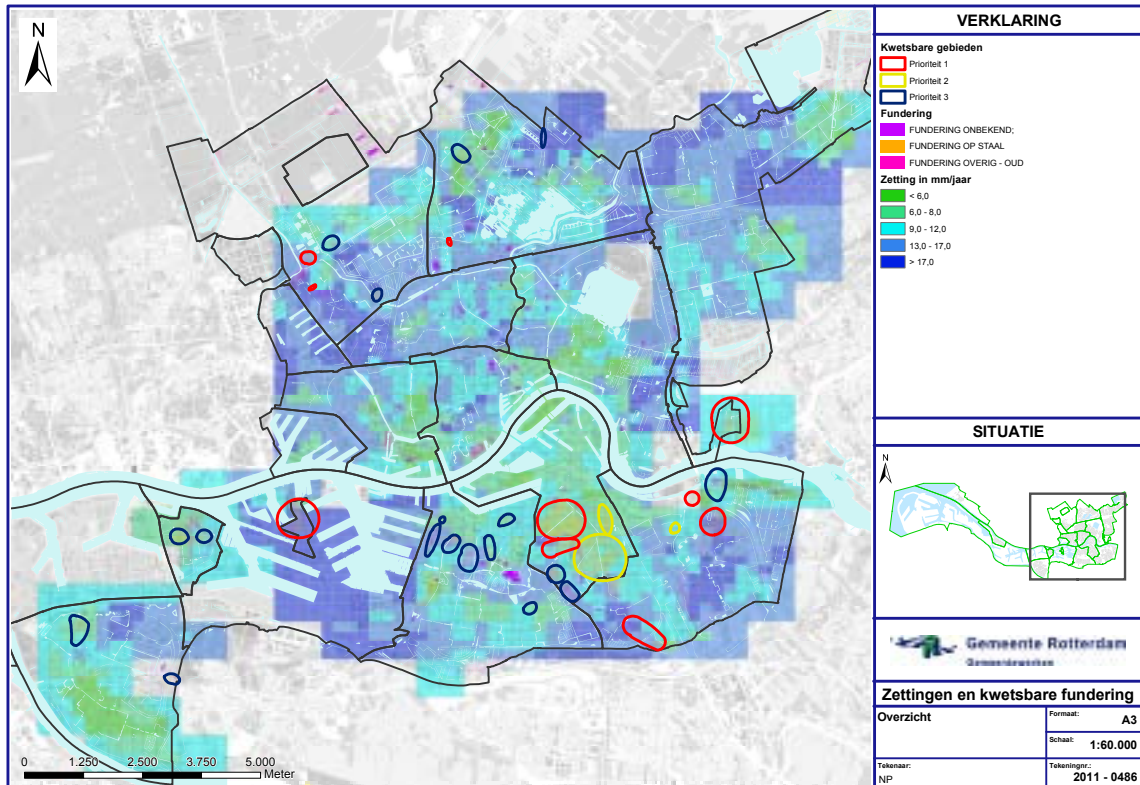 N
VERKLARING
Kwetsbare gebieden
Prioriteit 1
Prioriteit 2
Prioriteit 3
Fundering
FUNDERING ONBEKEND;
FUNDERING OP STAAL
FUNDERING OVERIG - OUD
Zetting in mm/jaar
< 6,0
6,0 - 8,0
9,0 - 12,0
13,0 - 17,0
> 17,0
SITUATIE
N
Gemeente Rotterdam
Gemeentewerken
Zettingen en kwetsbare fundering
Overzicht
Formaat: A3
Schaal: 1:60.000
Tekenaar: NP
Tekeningnr.: 2011 - 0486
0 1.250 2.500 3.750 5.000
Meter